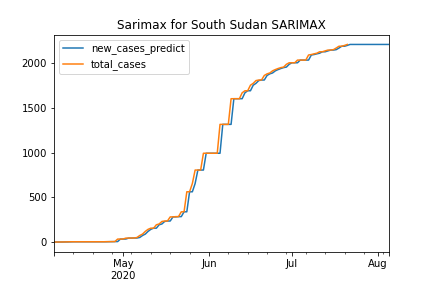 Sarimax for South Sudan SARIMAX
new_cases_predict
total_cases
2000
1500
1000
500
0
May
2020
Jun
Jul
Aug